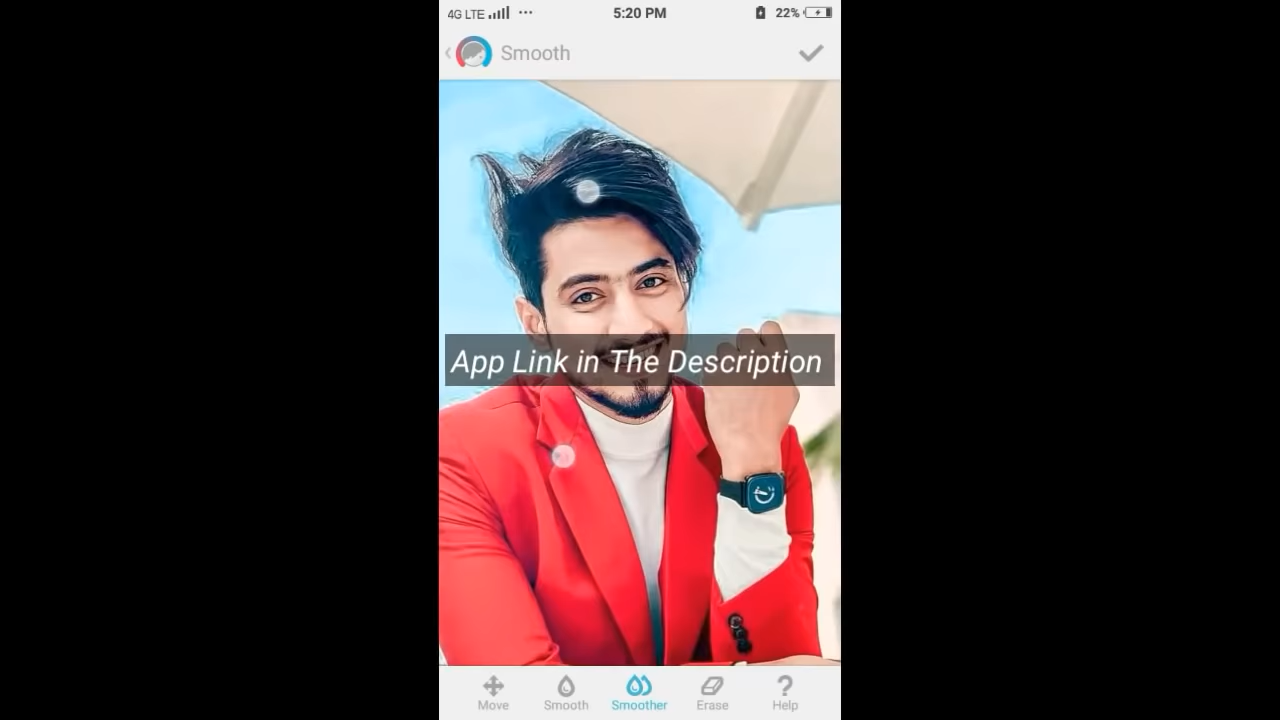 4G LTE 5:20 PM 22%
Smooth
App Link in The Description
Move Smooth Smoother Erase Help